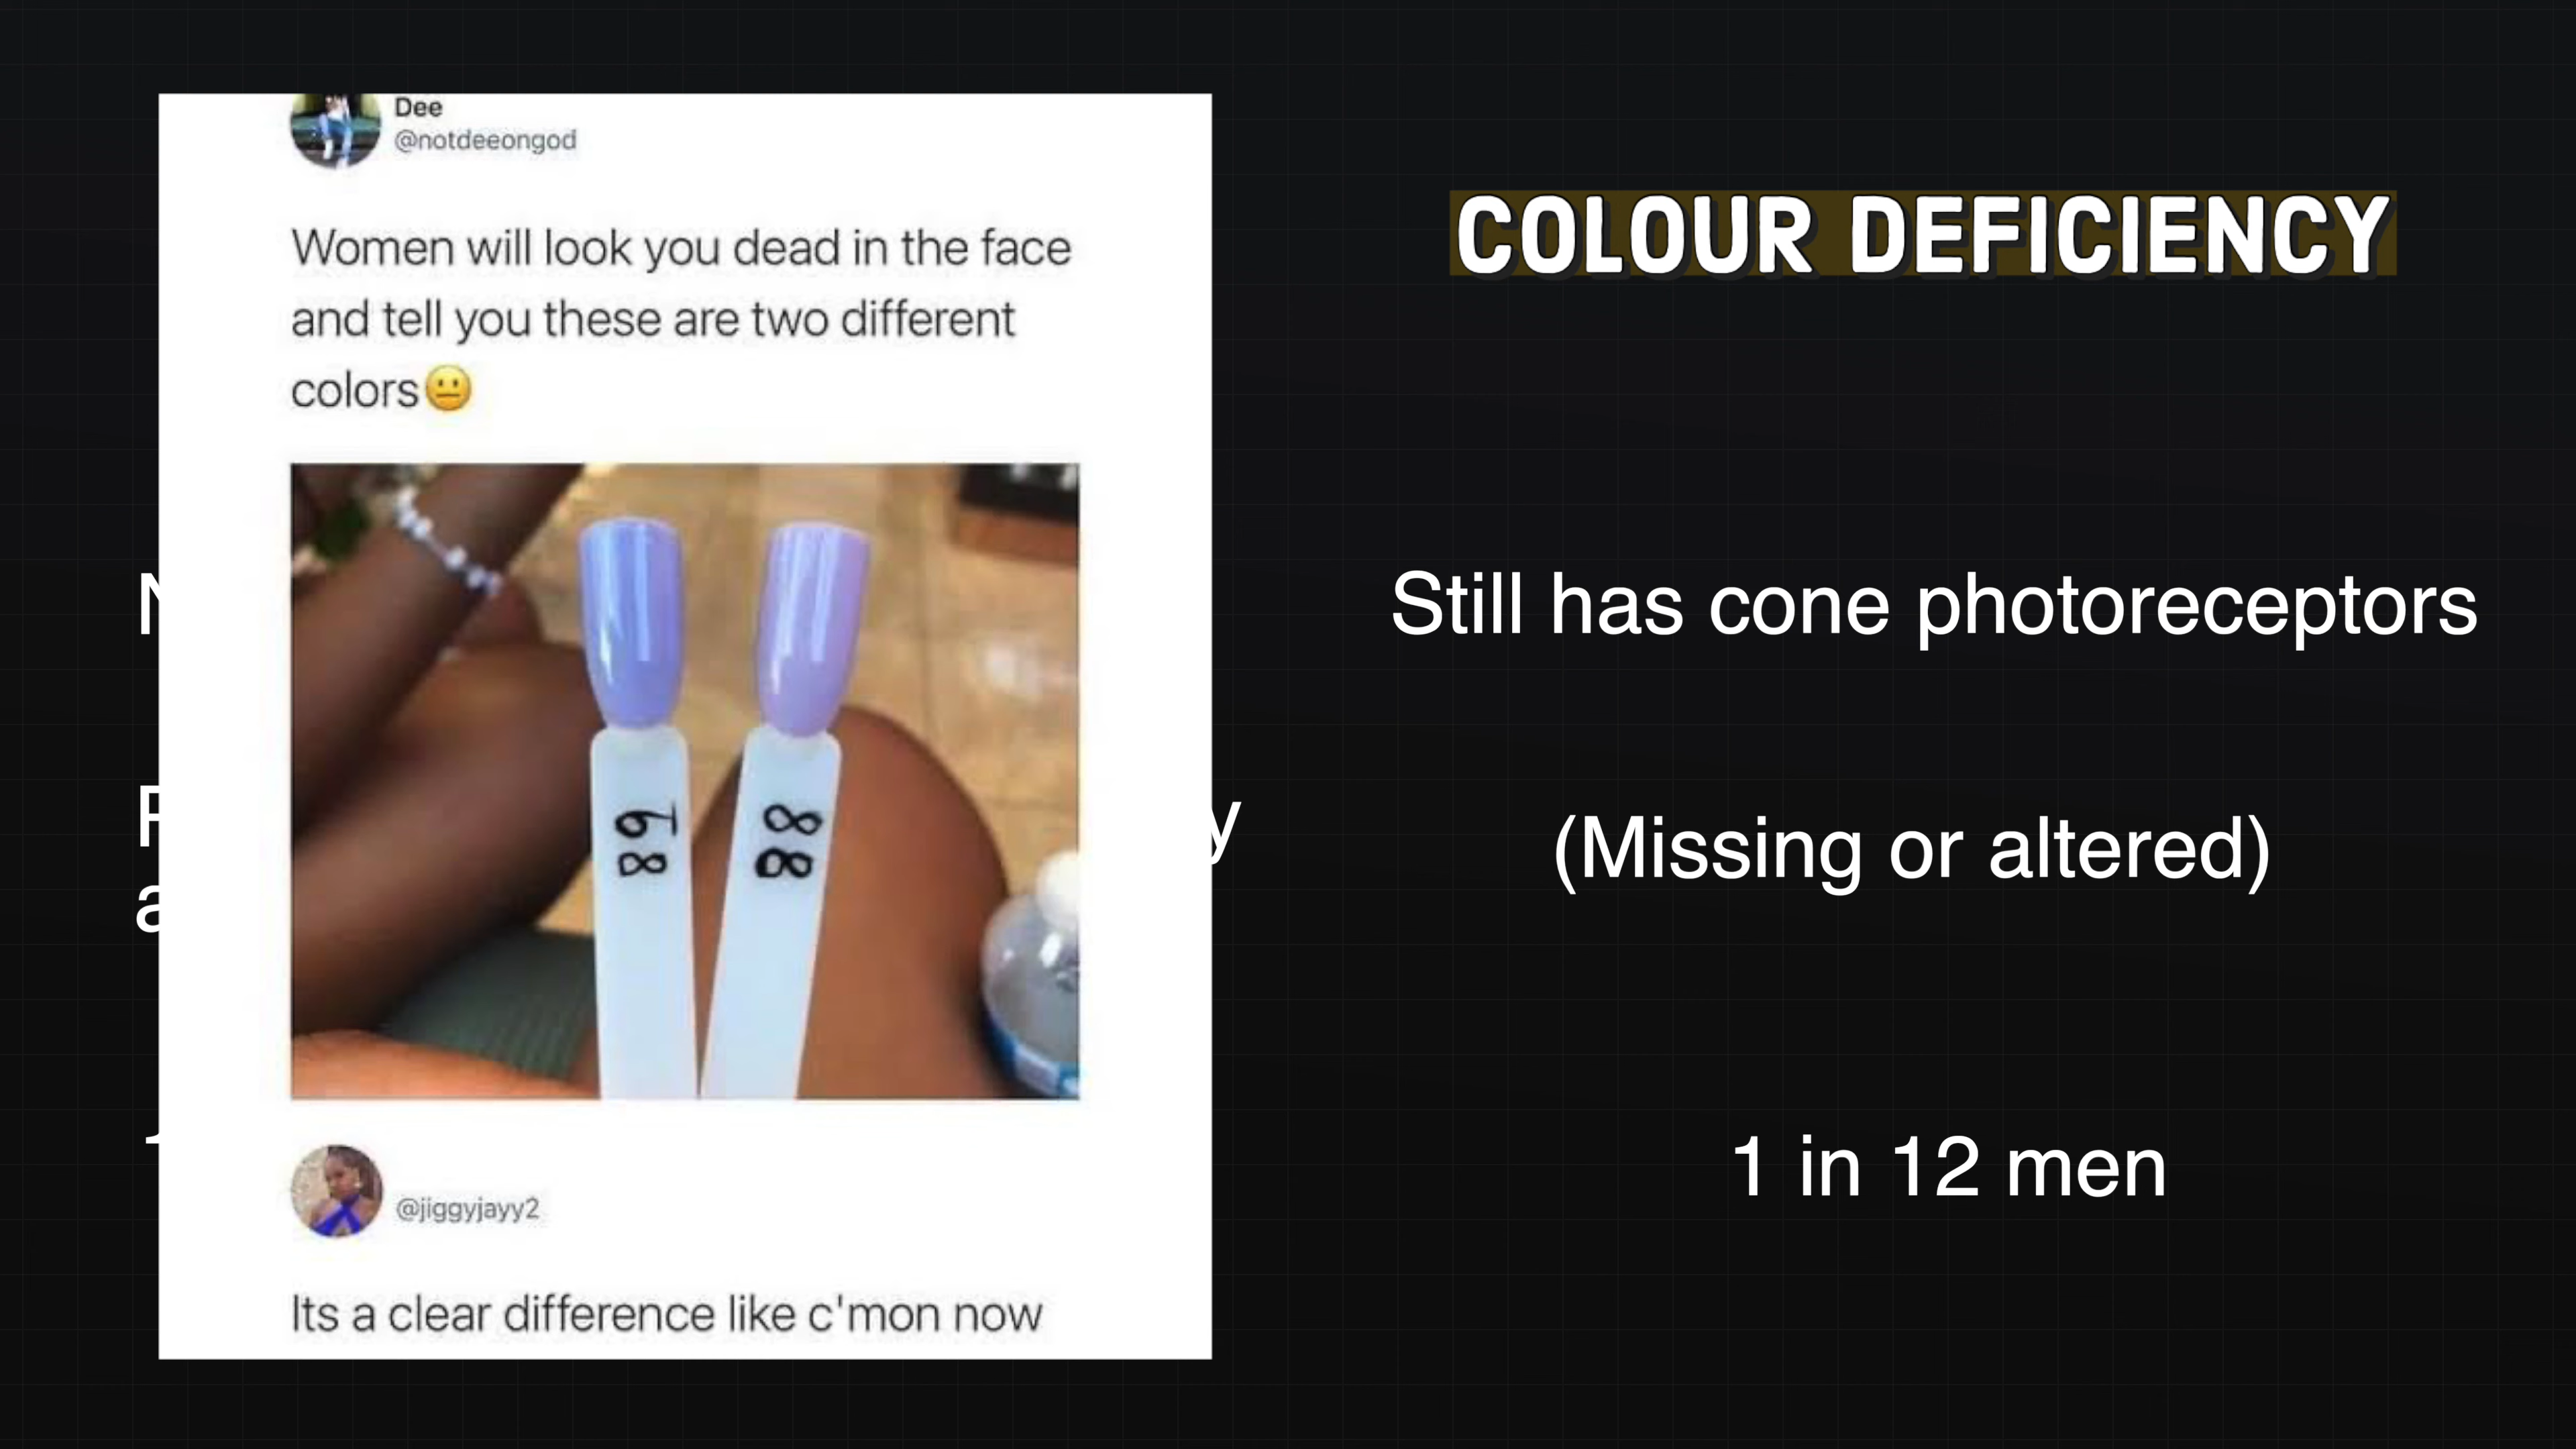 Dee
@notdeeongod
Women will look you dead in the face
and tell you these are two different
colors😐
68
88
@jiggyjayy2
Its a clear difference like c'mon now
COLOUR DEFICIENCY
Still has cone photoreceptors
(Missing or altered)
1 in 12 men